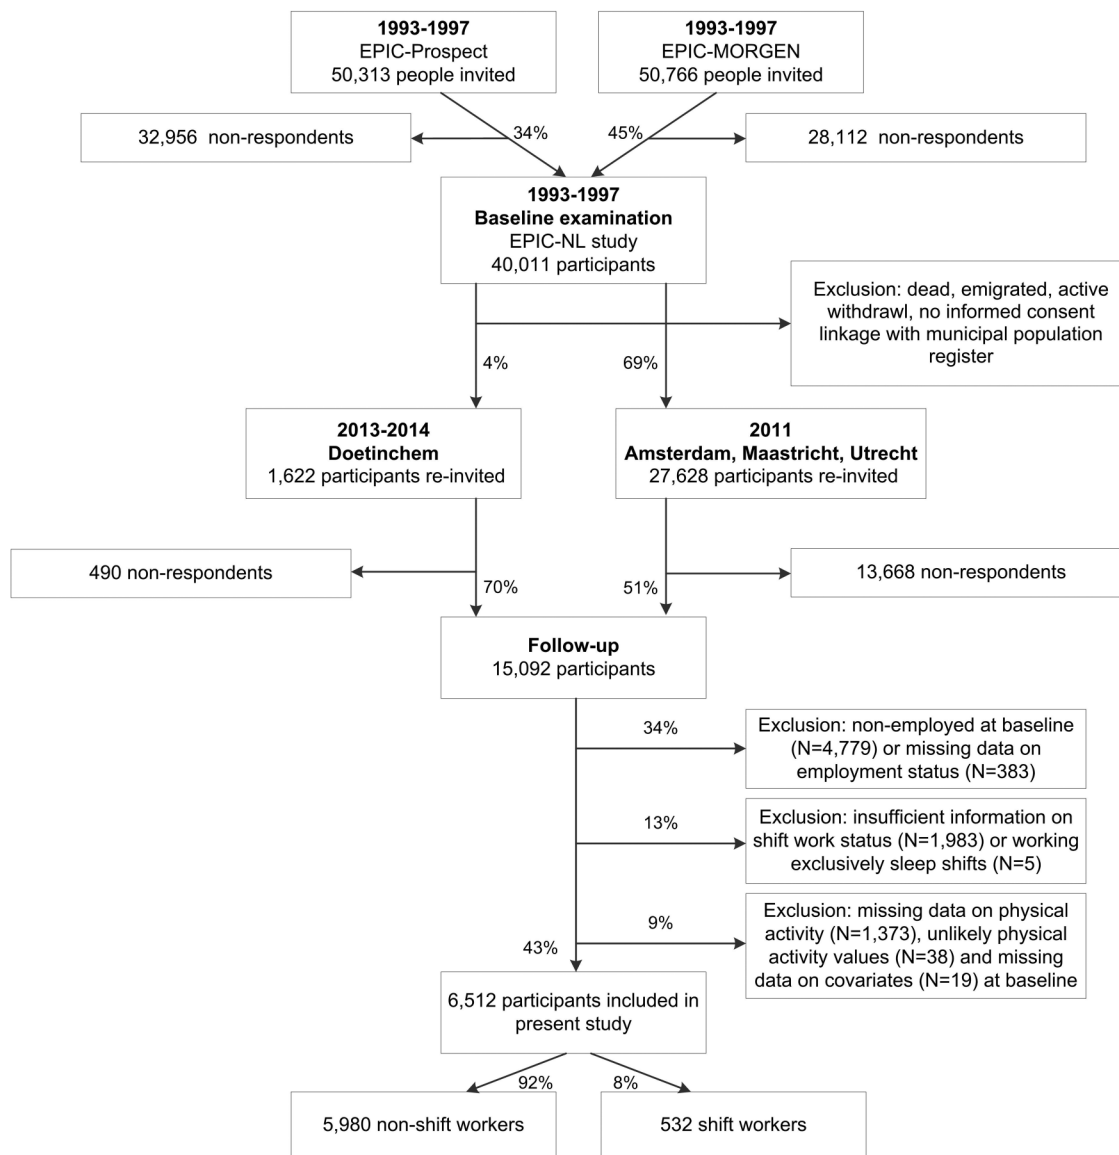 1993-1997
EPIC-Prospect
50,313 people invited
1993-1997
EPIC-MORGEN
50,766 people invited
32,956 non-respondents
34%
45%
28,112 non-respondents
1993-1997
Baseline examination
EPIC-NL study
40,011 participants
Exclusion: dead, emigrated, active
withdrawl, no informed consent
linkage with municipal population
register
4%
69%
2013-2014
Doetinchem
1,622 participants re-invited
2011
Amsterdam, Maastricht, Utrecht
27,628 participants re-invited
490 non-respondents
70%
51%
13,668 non-respondents
Follow-up
15,092 participants
34%
Exclusion: non-employed at baseline
(N=4,779) or missing data on
employment status (N=383)
13%
Exclusion: insufficient information on
shift work status (N=1,983) or working
exclusively sleep shifts (N=5)
9%
Exclusion: missing data on physical
activity (N=1,373), unlikely physical
activity values (N=38) and missing
data on covariates (N=19) at baseline
43%
6,512 participants included in
present study
92%
8%
5,980 non-shift workers
532 shift workers